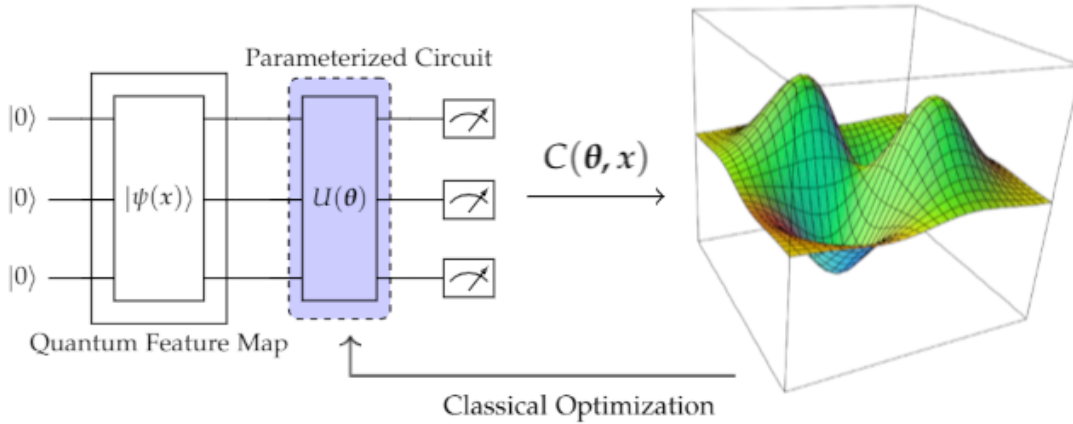 Parameterized Circuit
|0⟩
|0⟩
|0⟩
|ψ(x)⟩
U(θ)
C(θ, x)
Quantum Feature Map
Classical Optimization